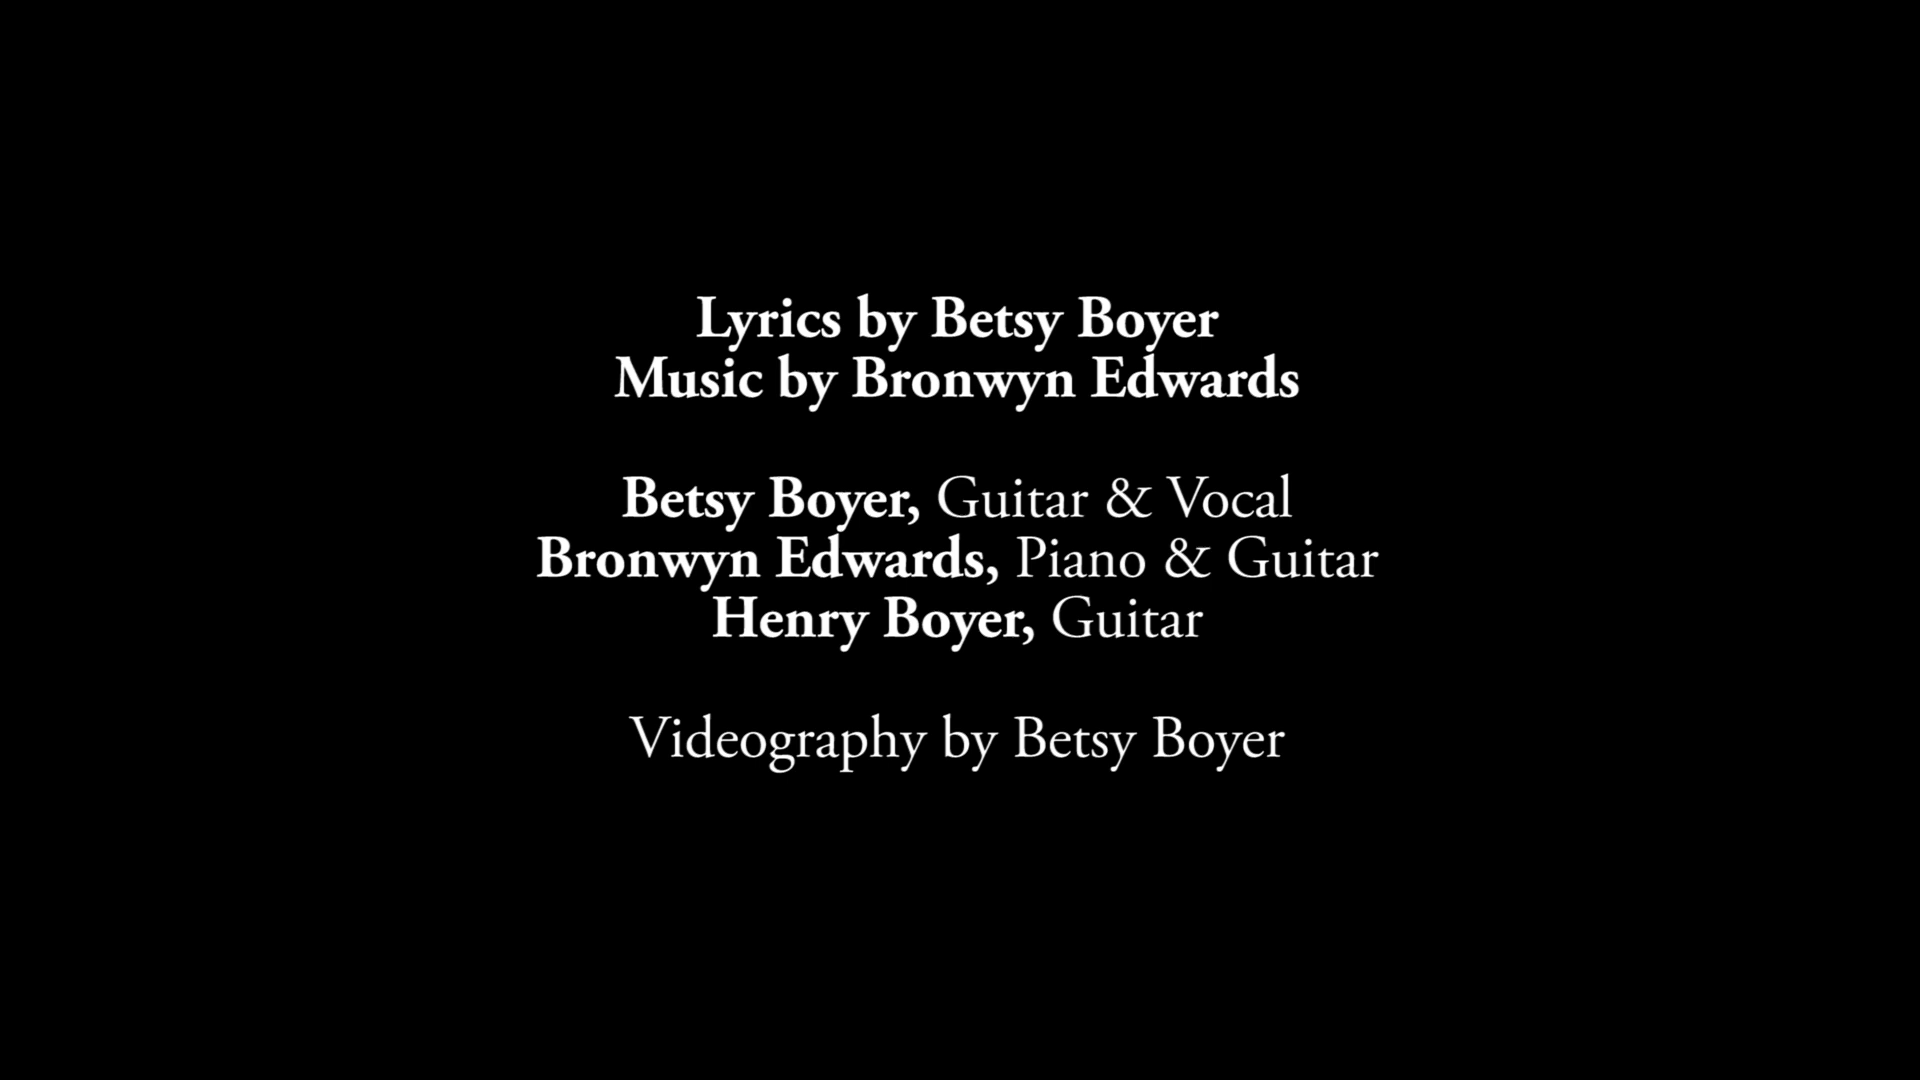 Lyrics by Betsy Boyer
Music by Bronwyn Edwards
Betsy Boyer, Guitar & Vocal
Bronwyn Edwards, Piano & Guitar
Henry Boyer, Guitar
Videography by Betsy Boyer